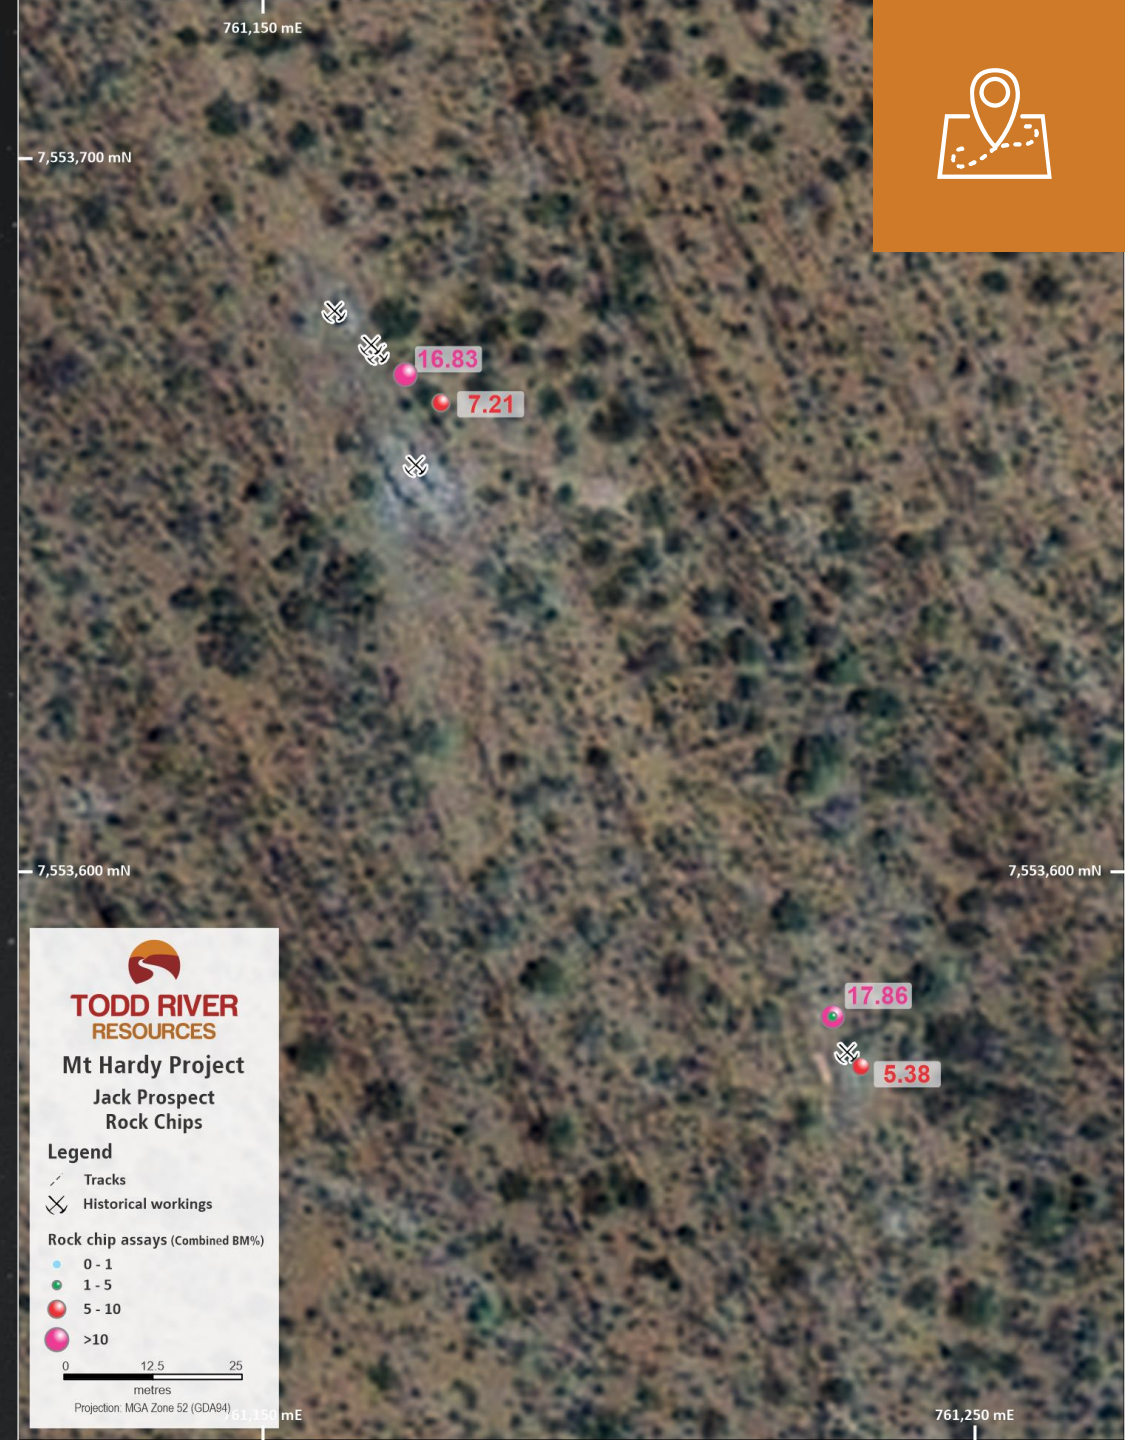 761,150 mE
7,553,700 mN
16.83
7.21
7,553,600 mN
7,553,600 mN
17.86
5.38
TODD RIVER
RESOURCES
Mt Hardy Project
Jack Prospect
Rock Chips
Legend
Tracks
Historical workings
Rock chip assays (Combined BM%)
0 - 1
1 - 5
5 - 10
>10
0 12.5 25
metres
Projection: MGA Zone 52 (GDA94)
761,150 mE
761,250 mE